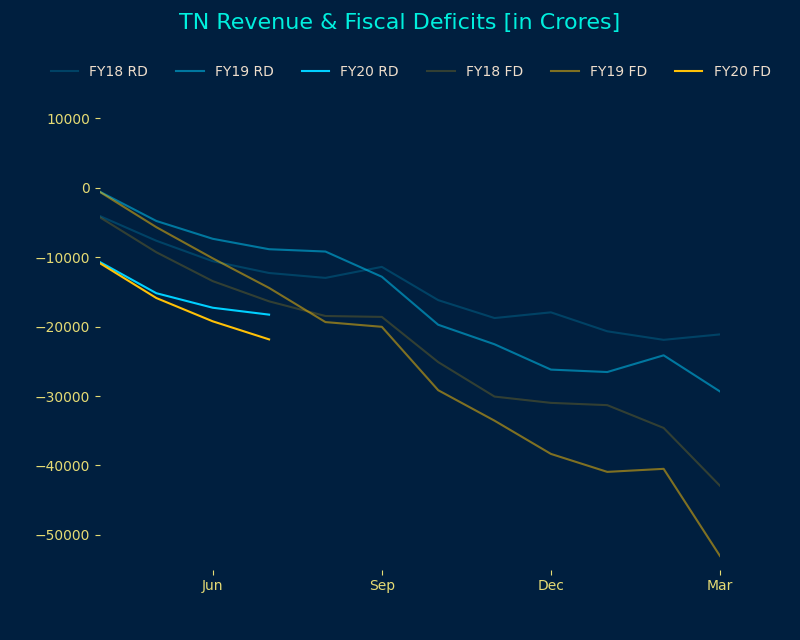 TN Revenue & Fiscal Deficits [in Crores]
FY18 RD FY19 RD FY20 RD FY18 FD FY19 FD FY20 FD
10000
0
−10000
−20000
−30000
−40000
−50000
Jun Sep Dec Mar